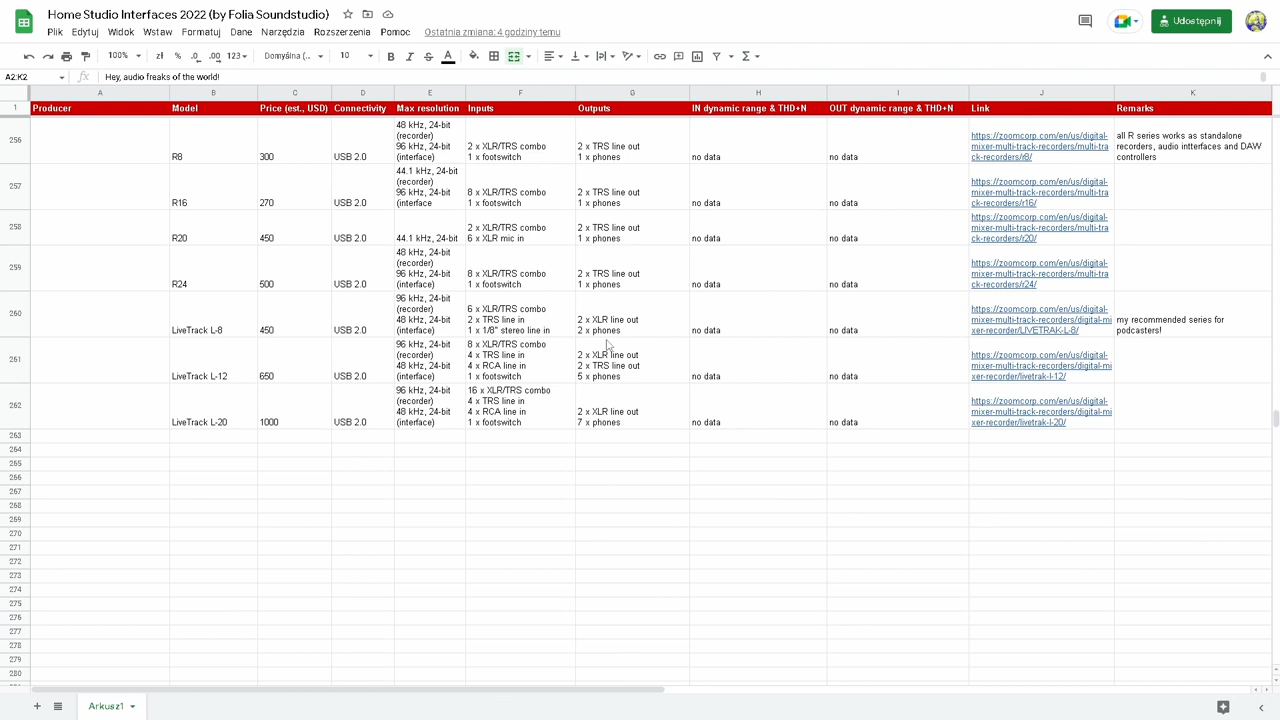 Home Studio Interfaces 2022 (by Folia Soundstudio)
Plik Edytuj Widok Wstaw Formatuj Dane Narzędzia Rozszerzenia Pomoc Ostatnia zmiana: 4 godziny temu
Udostępnij
100% zł % .0 .00 123 Domyślna (... 10 B I S A
A2:K2 fx Hey, audio freaks of the world!
A B C D E F G H I J K
1 Producer Model Price (est., USD) Connectivity Max resolution Inputs Outputs IN dynamic range & THD+N OUT dynamic range & THD+N Link Remarks
48 kHz, 24-bit
(recorder) https://zoomcorp.com/en/us/digital- all R series works as standalone
256 96 kHz, 24-bit 2 x XLR/TRS combo 2 x TRS line out mixer-multi-track-recorders/multi-tra recorders, audio intterfaces and DAW
R8 300 USB 2.0 (interface) 1 x footswitch 1 x phones no data no data ck-recorders/r8/ controllers
44.1 kHz, 24-bit
(recorder) https://zoomcorp.com/en/us/digital-
257 96 kHz, 24-bit 8 x XLR/TRS combo 2 x TRS line out mixer-multi-track-recorders/multi-tra
R16 270 USB 2.0 (interface 1 x footswitch 1 x phones no data no data ck-recorders/r16/
https://zoomcorp.com/en/us/digital-
258 2 x XLR/TRS combo 2 x TRS line out mixer-multi-track-recorders/multi-tra
R20 450 USB 2.0 44.1 kHz, 24-bit 6 x XLR mic in 1 x phones no data no data ck-recorders/r20/
48 kHz, 24-bit
(recorder) https://zoomcorp.com/en/us/digital-
259 96 kHz, 24-bit 8 x XLR/TRS combo 2 x TRS line out mixer-multi-track-recorders/multi-tra
R24 500 USB 2.0 (interface) 1 x footswitch 1 x phones no data no data ck-recorders/r24/
96 kHz, 24-bit
(recorder) 6 x XLR/TRS combo https://zoomcorp.com/en/us/digital-
260 48 kHz, 24-bit 2 x TRS line in 2 x XLR line out mixer-multi-track-recorders/digital-mi my recommended series for
LiveTrack L-8 450 USB 2.0 (interface) 1 x 1/8" stereo line in 2 x phones no data no data xer-recorder/LIVETRAK-L-8/ podcasters!
96 kHz, 24-bit 8 x XLR/TRS combo
(recorder) 4 x TRS line in 2 x XLR line out https://zoomcorp.com/en/us/digital-
261 48 kHz, 24-bit 4 x RCA line in 2 x TRS line out mixer-multi-track-recorders/digital-mi
LiveTrack L-12 650 USB 2.0 (interface) 1 x footswitch 5 x phones no data no data xer-recorder/livetrak-l-12/
96 kHz, 24-bit 16 x XLR/TRS combo
(recorder) 4 x TRS line in https://zoomcorp.com/en/us/digital-
262 48 kHz, 24-bit 4 x RCA line in 2 x XLR line out mixer-multi-track-recorders/digital-mi
LiveTrack L-20 1000 USB 2.0 (interface) 1 x footswitch 7 x phones no data no data xer-recorder/livetrak-l-20/
263
264
265
266
267
268
269
270
271
272
273
274
275
276
277
278
279
280
Arkusz1